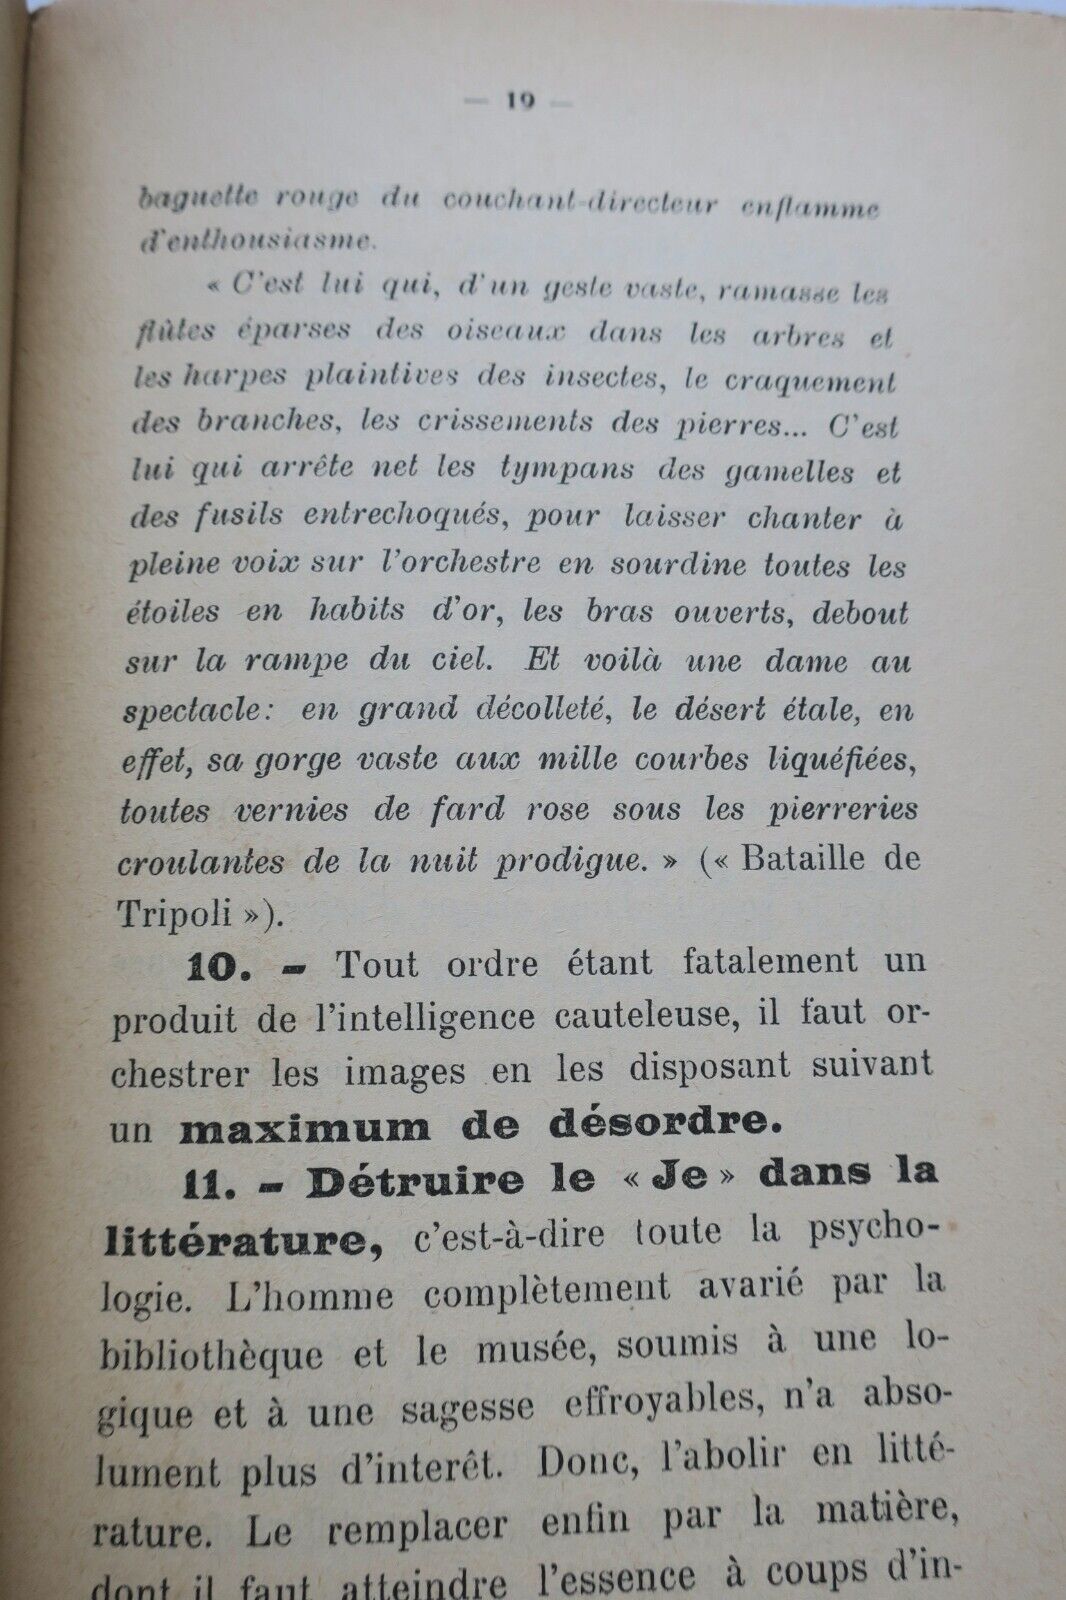 — 19 —
baguette rouge du couchant-directeur enflamme
d'enthousiasme.
« C'est lui qui, d'un geste vaste, ramasse les
flûtes éparses des oiseaux dans les arbres et
les harpes plaintives des insectes, le craquement
des branches, les crissements des pierres... C'est
lui qui arrête net les tympans des gamelles et
des fusils entrechoqués, pour laisser chanter à
pleine voix sur l'orchestre en sourdine toutes les
étoiles en habits d'or, les bras ouverts, debout
sur la rampe du ciel. Et voilà une dame au
spectacle: en grand décolleté, le désert étale, en
effet, sa gorge vaste aux mille courbes liquéfiées,
toutes vernies de fard rose sous les pierreries
croulantes de la nuit prodigue. » (« Bataille de
Tripoli »).
10. — Tout ordre étant fatalement un
produit de l'intelligence cauteleuse, il faut or-
chestrer les images en les disposant suivant
un maximum de désordre.
11. — Détruire le « Je » dans la
littérature, c'est-à-dire toute la psycho-
logie. L'homme complètement avarié par la
bibliothèque et le musée, soumis à une lo-
gique et à une sagesse effroyables, n'a abso-
lument plus d'interêt. Donc, l'abolir en litté-
rature. Le remplacer enfin par la matière,
dont il faut atteindre l'essence à coups d'in-